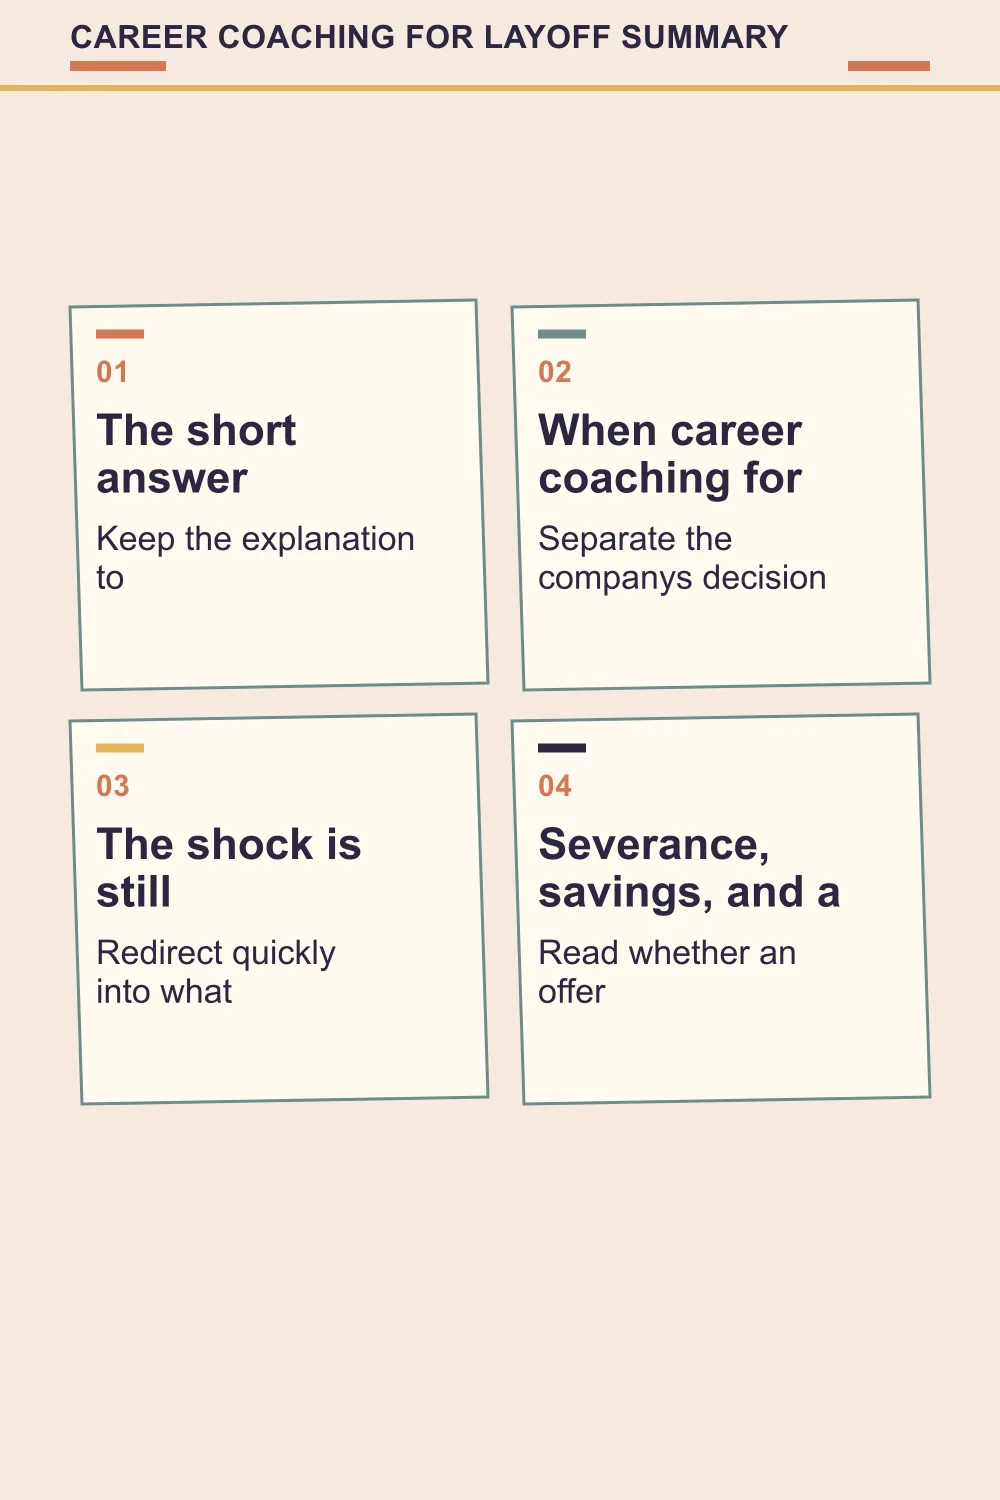 CAREER COACHING FOR LAYOFF SUMMARY
01
The short
answer
Keep the explanation
to
02
When career
coaching for
Separate the
companys decision
03
The shock is
still
Redirect quickly
into what
04
Severance,
savings, and a
Read whether an
offer